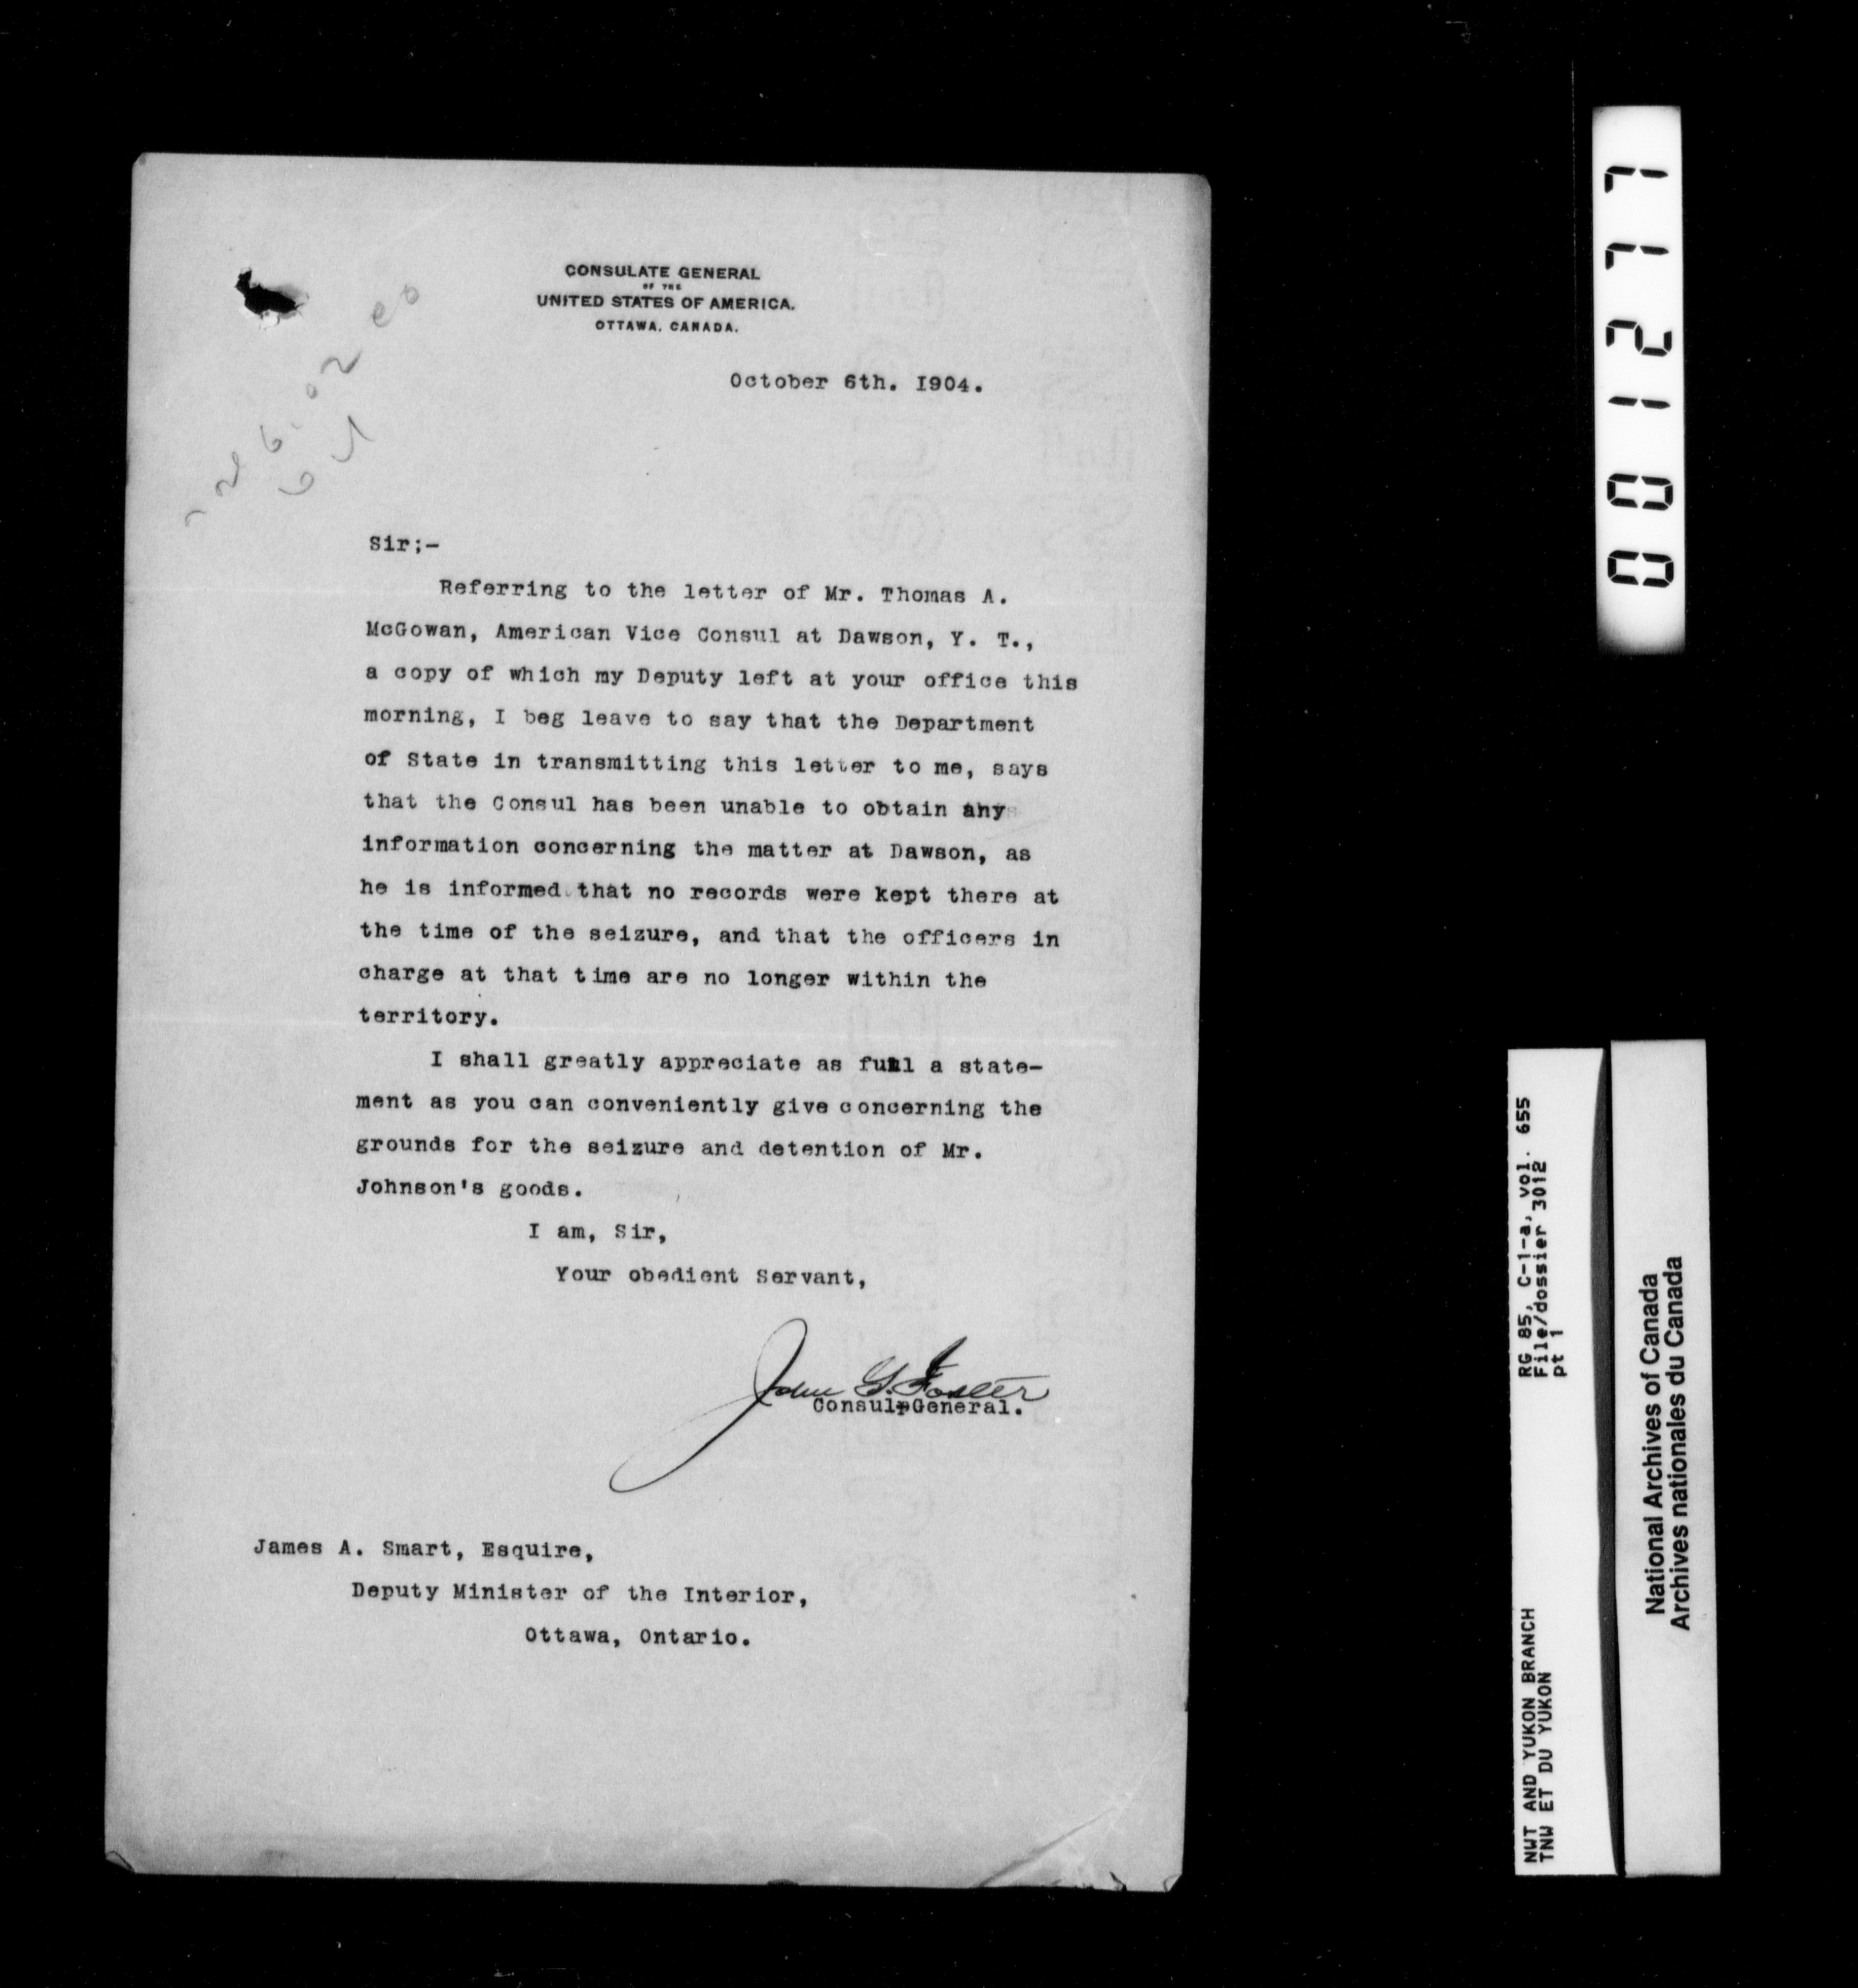 CONSULATE GENERAL
OF THE
UNITED STATES OF AMERICA.
OTTAWA, CANADA.
October 6th. I904.
Sir;-
Referring to the letter of Mr. Thomas A.
McGowan, American Vice Consul at Dawson, Y. T.,
a copy of which my Deputy left at your office this
morning, I beg leave to say that the Department
of State in transmitting this letter to me, says
that the Consul has been unable to obtain any
information concerning the matter at Dawson, as
he is informed that no records were kept there at
the time of the seizure, and that the officers in
charge at that time are no longer within the
territory.
I shall greatly appreciate as full a state-
ment as you can conveniently give concerning the
grounds for the seizure and detention of Mr.
Johnson's goods.
I am, Sir,
Your obedient Servant,
John G. Foster
Consul-General.
James A. Smart, Esquire,
Deputy Minister of the Interior,
Ottawa, Ontario.
001277
RG 85, C-1-a, vol. 655
File/dossier 3012
pt 1
NWT AND YUKON BRANCH
TNW ET DU YUKON
National Archives of Canada
Archives nationales du Canada